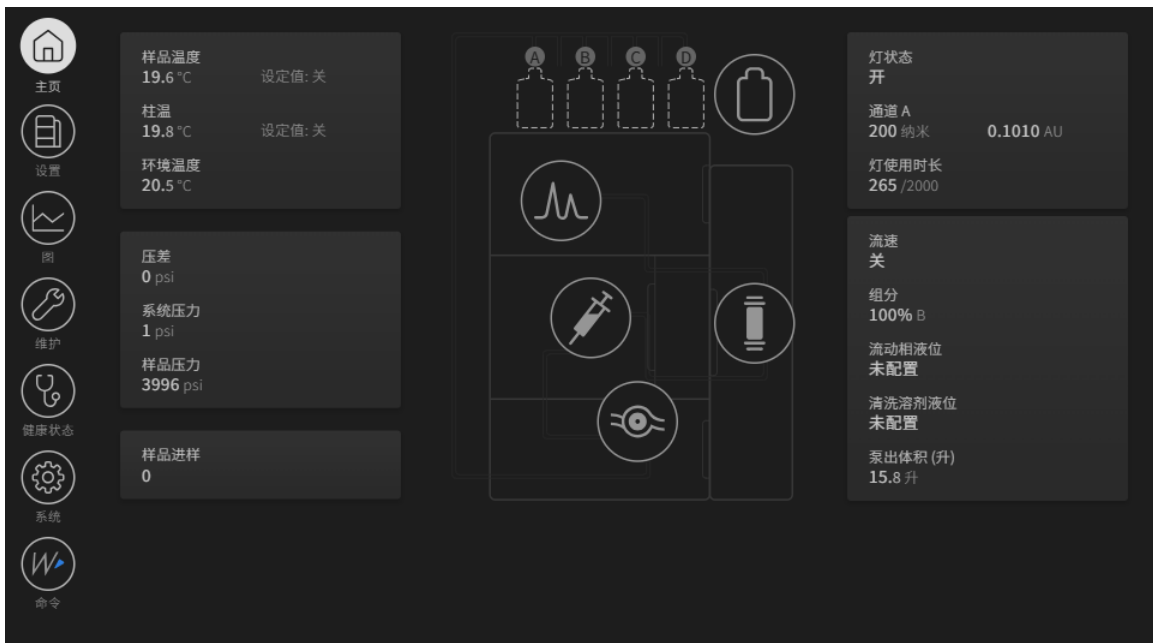 主页
设置
图
维护
健康状态
系统
命令
样品温度
19.6 °C 设定值: 关
柱温
19.8 °C 设定值: 关
环境温度
20.5 °C
压差
0 psi
系统压力
1 psi
样品压力
3996 psi
样品进样
0
A B C D
灯状态
开
通道 A
200 纳米 0.1010 AU
灯使用时长
265 /2000
流速
关
组分
100% B
流动相液位
未配置
清洗溶剂液位
未配置
泵出体积 (升)
15.8 升